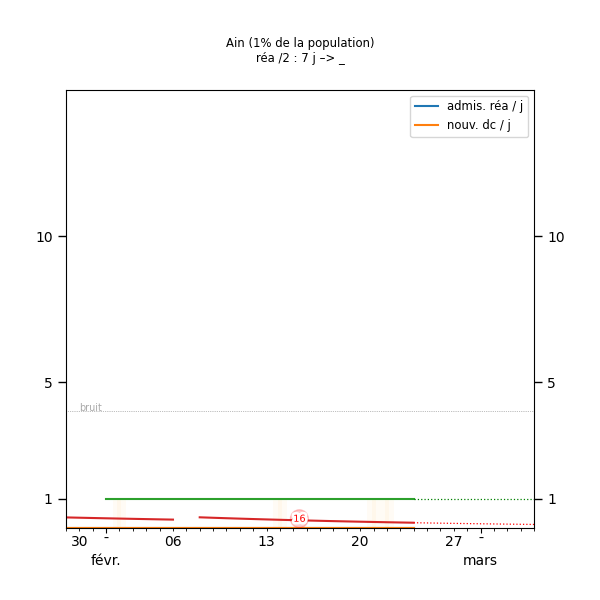 Ain (1% de la population)
réa /2 : 7 j –> _
admis. réa / j
nouv. dc / j
10 10
5 5
bruit
1 1
16
30 - 06 13 20 27 -
févr. mars